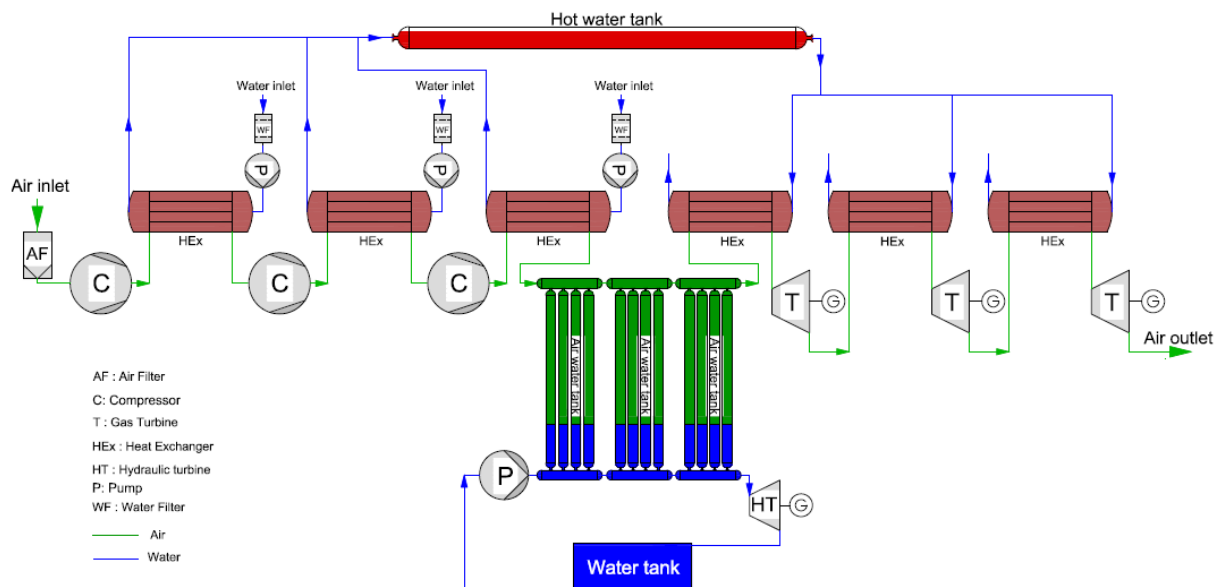 Hot water tank
Water inlet
Water inlet
Water inlet
WF
WF
WF
P
P
P
Air inlet
AF
HEx
HEx
HEx
HEx
HEx
HEx
C
C
C
T
G
T
G
T
G
Air outlet
Air water tank
Air water tank
Air water tank
AF : Air Filter
C: Compressor
T : Gas Turbine
HEx : Heat Exchanger
HT : Hydraulic turbine
P: Pump
WF : Water Filter
Air
Water
P
HT
G
Water tank